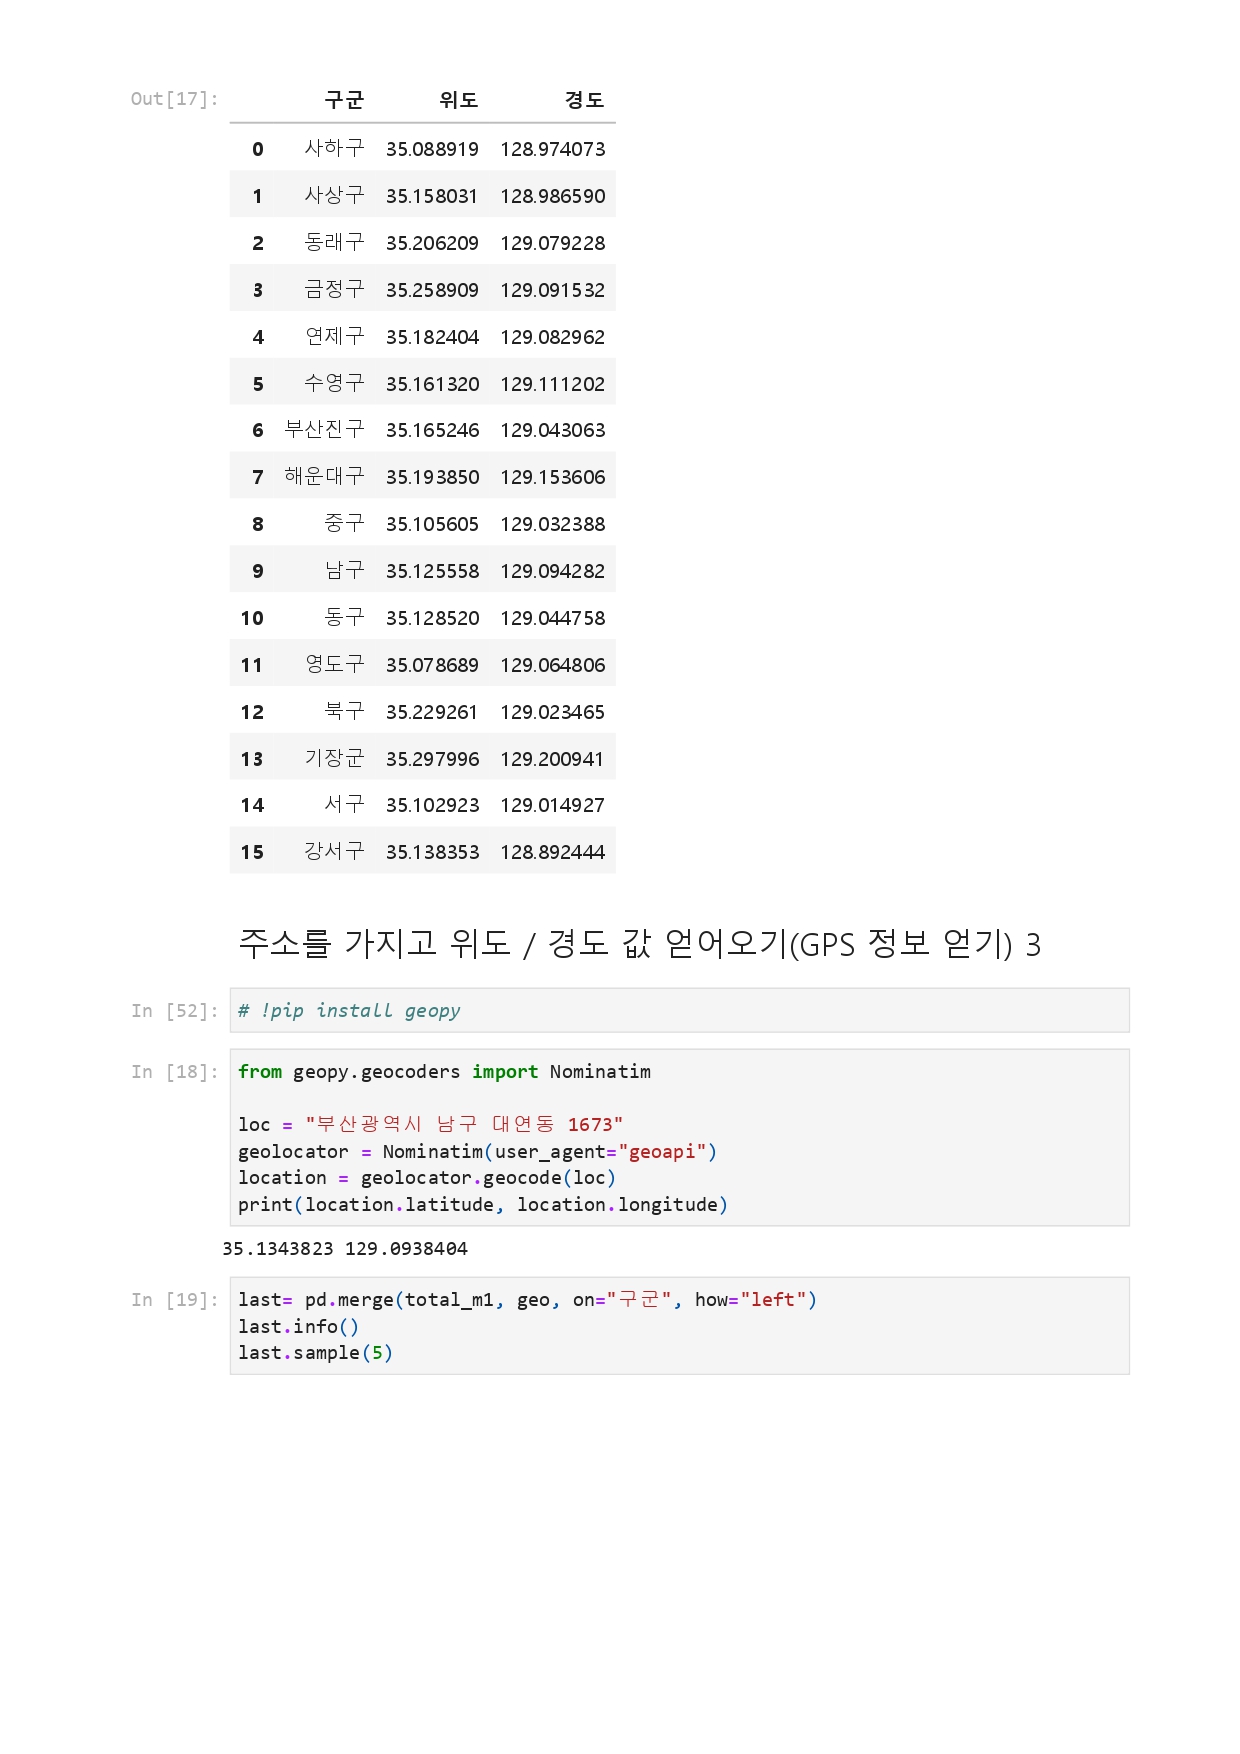 Out[17]: 구군 위도 경도
0 사하구 35.088919 128.974073
1 사상구 35.158031 128.986590
2 동래구 35.206209 129.079228
3 금정구 35.258909 129.091532
4 연제구 35.182404 129.082962
5 수영구 35.161320 129.111202
6 부산진구 35.165246 129.043063
7 해운대구 35.193850 129.153606
8 중구 35.105605 129.032388
9 남구 35.125558 129.094282
10 동구 35.128520 129.044758
11 영도구 35.078689 129.064806
12 북구 35.229261 129.023465
13 기장군 35.297996 129.200941
14 서구 35.102923 129.014927
15 강서구 35.138353 128.892444
주소를 가지고 위도 / 경도 값 얻어오기(GPS 정보 얻기) 3
In [52]: # !pip install geopy
In [18]: from geopy.geocoders import Nominatim
loc = "부산광역시 남구 대연동 1673"
geolocator = Nominatim(user_agent="geoapi")
location = geolocator.geocode(loc)
print(location.latitude, location.longitude)
35.1343823 129.0938404
In [19]: last= pd.merge(total_m1, geo, on="구군", how="left")
last.info()
last.sample(5)